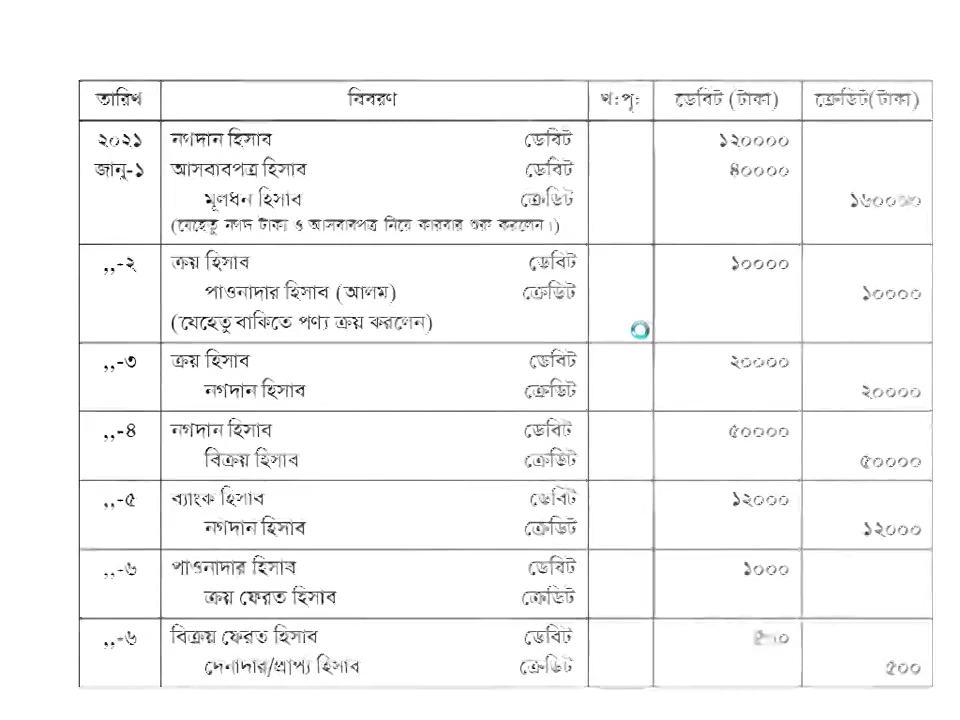 তারিখ বিবরণ খ:পৃ: ডেবিট (টাকা) ক্রেডিট(টাকা)
২০২১ নগদান হিসাব ডেবিট ১২০০০০
জানু-১ আসবাবপত্র হিসাব ডেবিট ৪০০০০
মূলধন হিসাব ক্রেডিট ১৬০০০০
(যেহেতু নগদ টাকা ও আসবাবপত্র নিয়ে কারবার শুরু করলেন।)
,,-২ ক্রয় হিসাব ডেবিট ১০০০০
পাওনাদার হিসাব (আলম) ক্রেডিট ১০০০০
(যেহেতু বাকিতে পণ্য ক্রয় করলেন)
,,-৩ ক্রয় হিসাব ডেবিট ২০০০০
নগদান হিসাব ক্রেডিট ২০০০০
,,-৪ নগদান হিসাব ডেবিট ৫০০০০
বিক্রয় হিসাব ক্রেডিট ৫০০০০
,,-৫ ব্যাংক হিসাব ডেবিট ১২০০০
নগদান হিসাব ক্রেডিট ১২০০০
,,-৬ পাওনাদার হিসাব ডেবিট ১০০০
ক্রয় ফেরত হিসাব ক্রেডিট
,,-৬ বিক্রয় ফেরত হিসাব ডেবিট
দেনাদার/প্রাপ্য হিসাব ক্রেডিট ৫০০